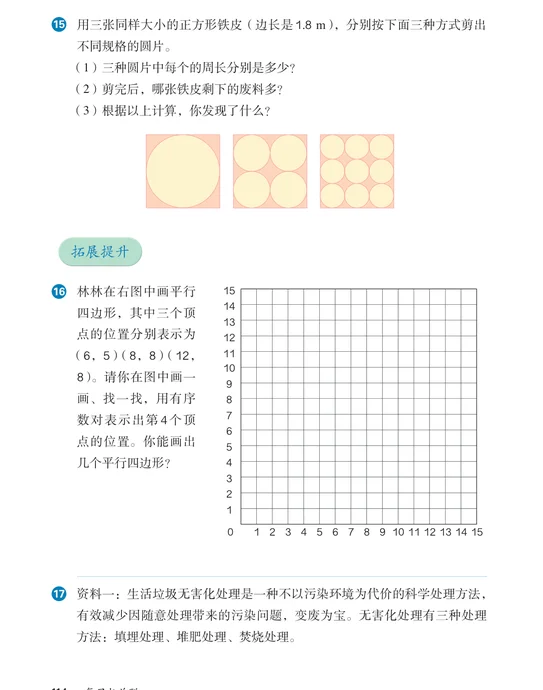 15 用三张同样大小的正方形铁皮（边长是1.8 m），分别按下面三种方式剪出
不同规格的圆片。
（1）三种圆片中每个的周长分别是多少？
（2）剪完后，哪张铁皮剩下的废料多？
（3）根据以上计算，你发现了什么？
拓展提升
16 林林在右图中画平行
四边形，其中三个顶
点的位置分别表示为
（6，5）（8，8）（12，
8）。请你在图中画一
画、找一找，用有序
数对表示出第4个顶
点的位置。你能画出
几个平行四边形？
15
14
13
12
11
10
9
8
7
6
5
4
3
2
1
0 1 2 3 4 5 6 7 8 9 10 11 12 13 14 15
17 资料一：生活垃圾无害化处理是一种不以污染环境为代价的科学处理方法，
有效减少因随意处理带来的污染问题，变废为宝。无害化处理有三种处理
方法：填埋处理、堆肥处理、焚烧处理。